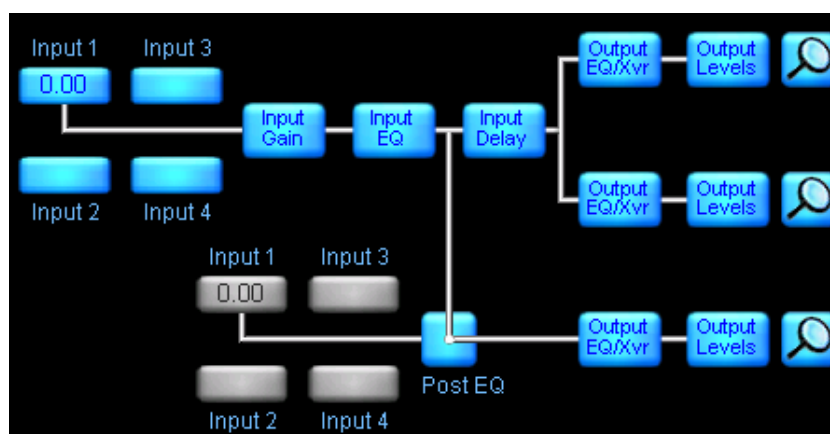 Input 1
Input 3
0.00
Input 2
Input 4
Input
Gain
Input
EQ
Input
Delay
Output
EQ/Xvr
Output
Levels
Output
EQ/Xvr
Output
Levels
Input 1
Input 3
0.00
Input 2
Input 4
Post EQ
Output
EQ/Xvr
Output
Levels